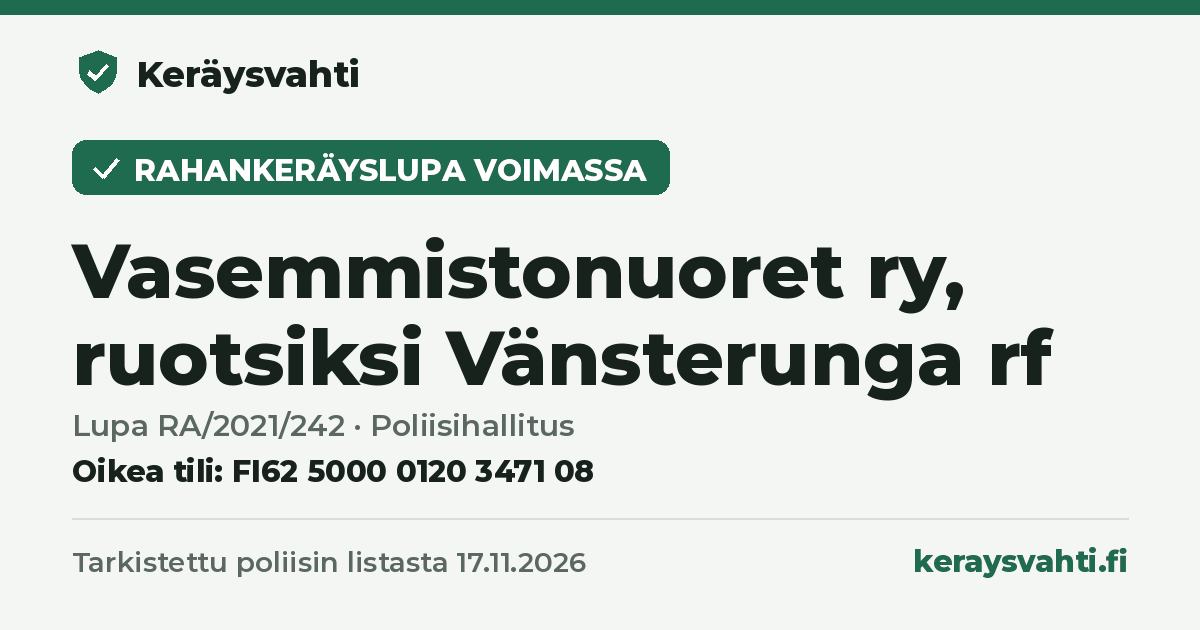 Keräysvahti
RAHANKERÄYSLUPA VOIMASSA
Vasemmistonuoret ry,
ruotsiksi Vänsterunga rf
Lupa RA/2021/242 · Poliisihallitus
Oikea tili: FI62 5000 0120 3471 08
Tarkistettu poliisin listasta 17.11.2026
keraysvahti.fi